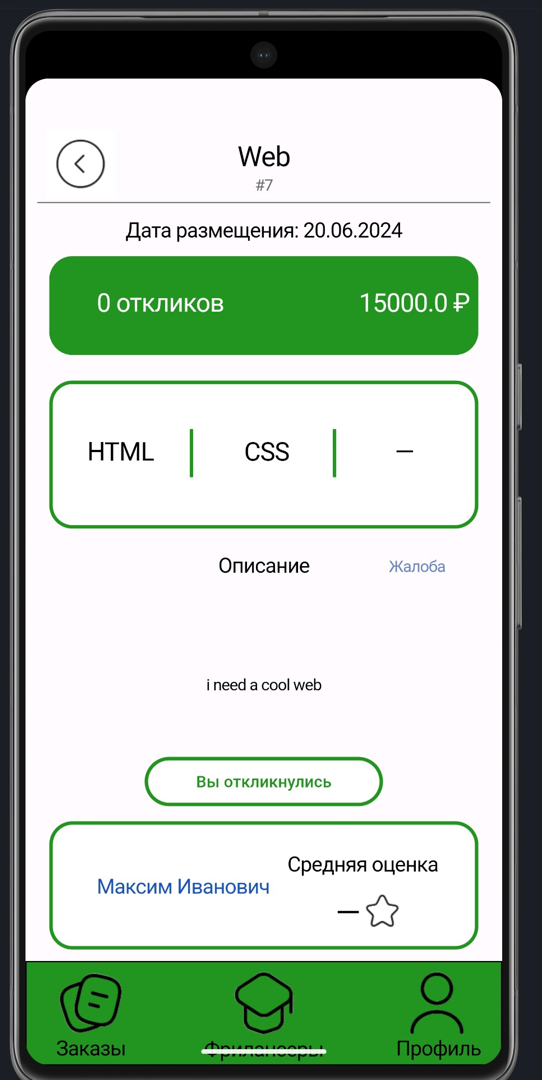 Web
#7
Дата размещения: 20.06.2024
0 откликов 15000.0 ₽
HTML CSS —
Описание Жалоба
i need a cool web
Вы откликнулись
Средняя оценка
Максим Иванович
—
Заказы Фрилансеры Профиль